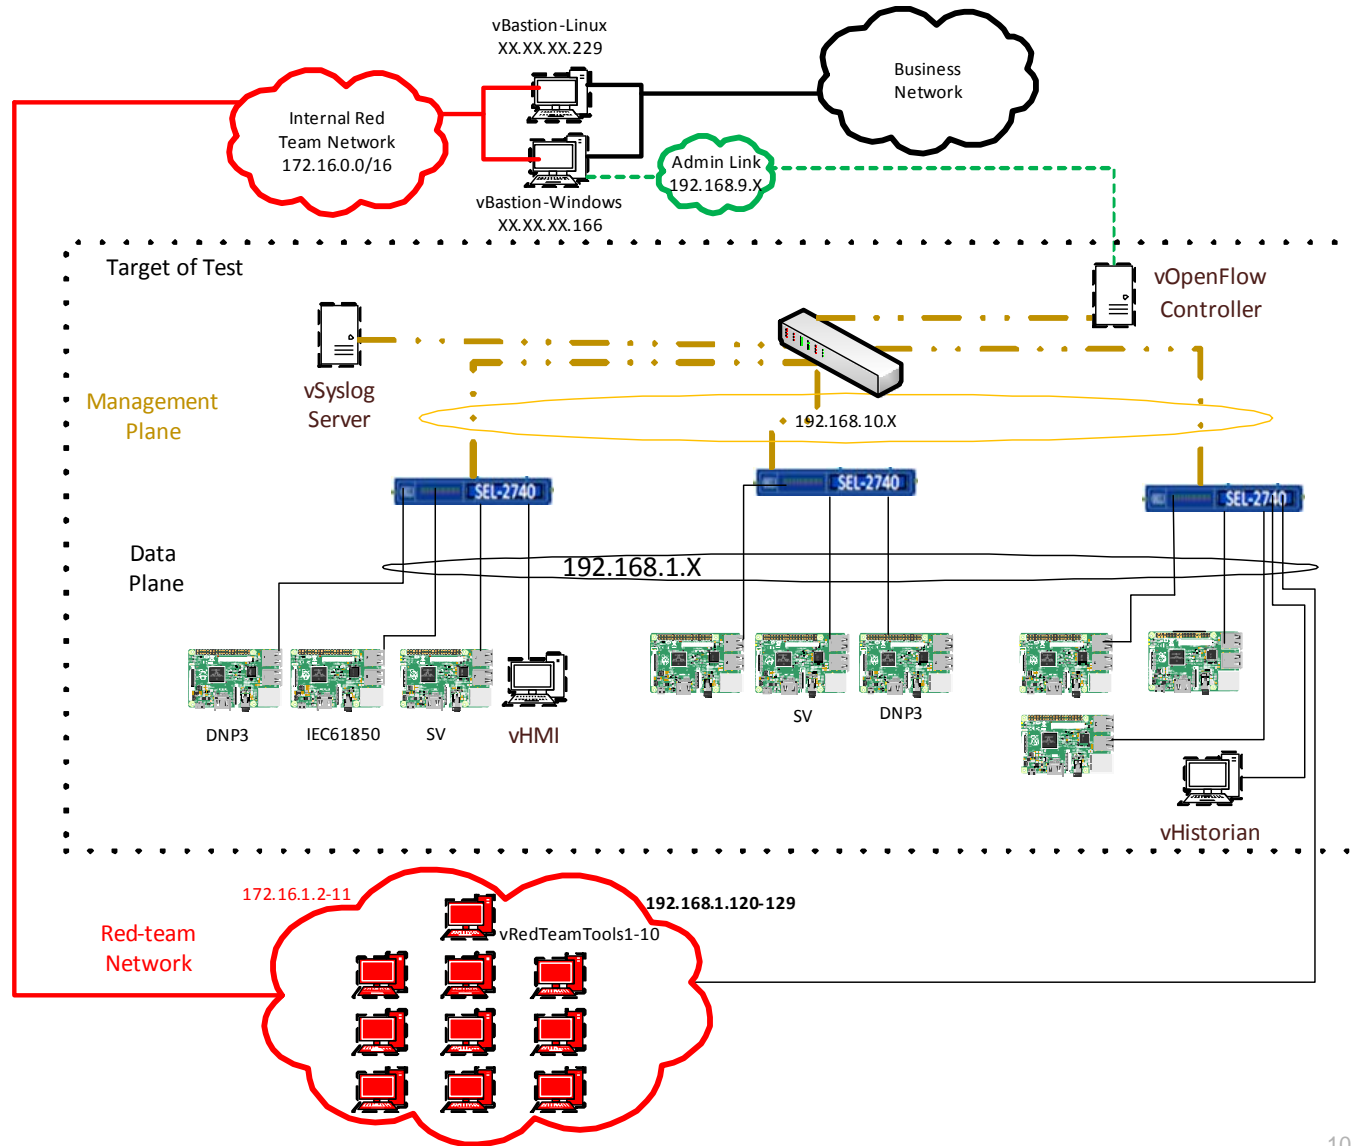 vBastion-Linux
XX.XX.XX.229
Business
Network
Internal Red
Team Network
172.16.0.0/16
Admin Link
192.168.9.X
vBastion-Windows
XX.XX.XX.166
Target of Test
vOpenFlow
Controller
vSyslog
Server
Management
Plane
192.168.10.X
SEL-2740
SEL-2740
SEL-2740
Data
Plane
192.168.1.X
DNP3
IEC61850
SV
vHMI
SV
DNP3
vHistorian
172.16.1.2-11
192.168.1.120-129
vRedTeamTools1-10
Red-team
Network
10